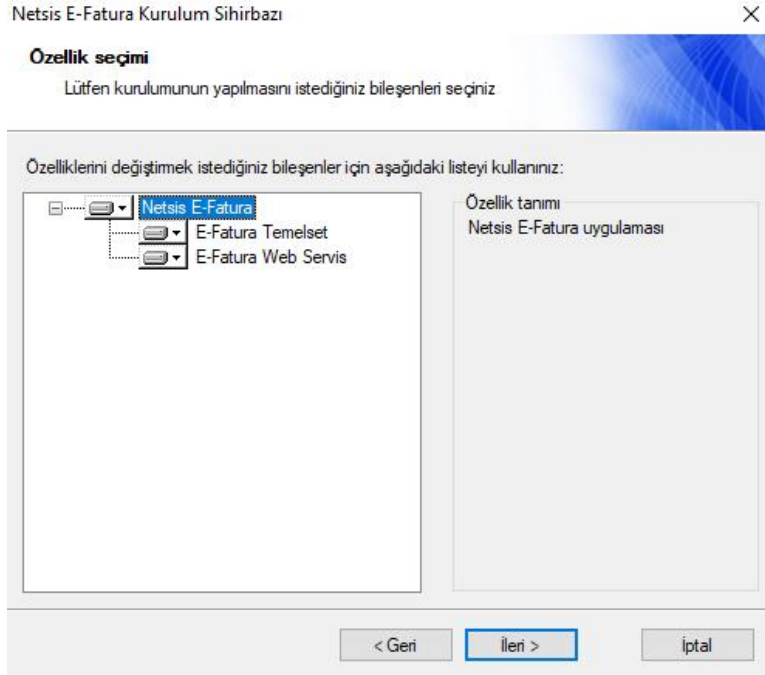 Netsis E-Fatura Kurulum Sihirbazı
Özellik seçimi
Lütfen kurulumunun yapılmasını istediğiniz bileşenleri seçiniz
Özelliklerini değiştirmek istediğiniz bileşenler için aşağıdaki listeyi kullanınız:
Netsis E-Fatura
E-Fatura Temelset
E-Fatura Web Servis
Özellik tanımı
Netsis E-Fatura uygulaması
< Geri
İleri >
İptal